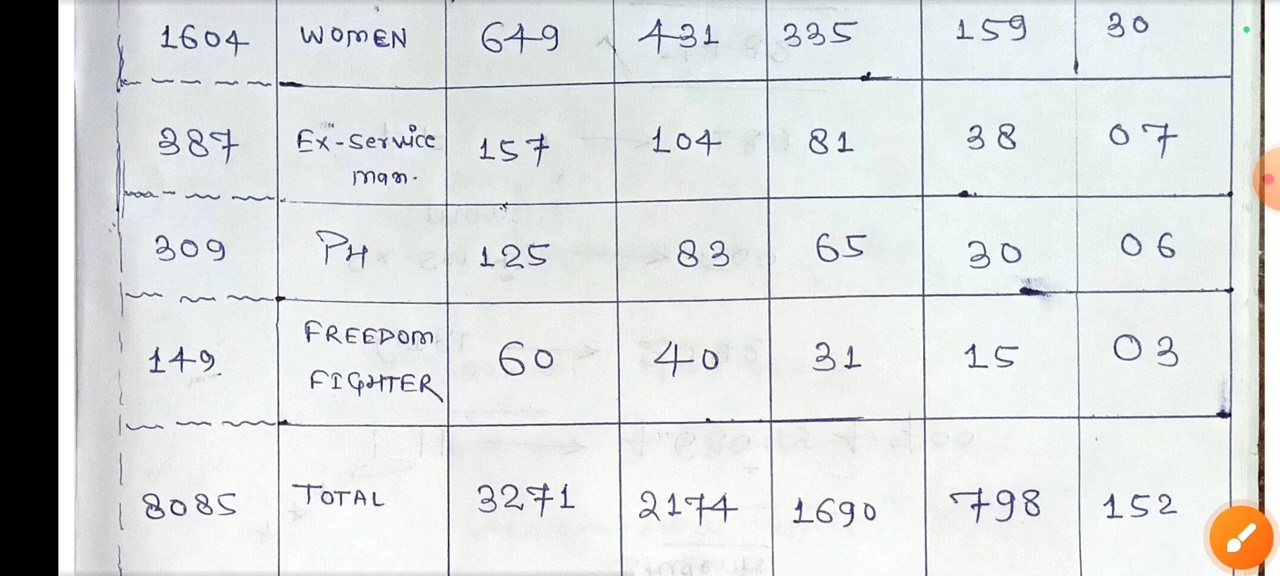 1604 WOMEN 649 431 335 159 30
387 Ex-service man. 157 104 81 38 07
309 PH 125 83 65 30 06
149. FREEDOM FIGHTER 60 40 31 15 03
8085 TOTAL 3271 2174 1690 798 152